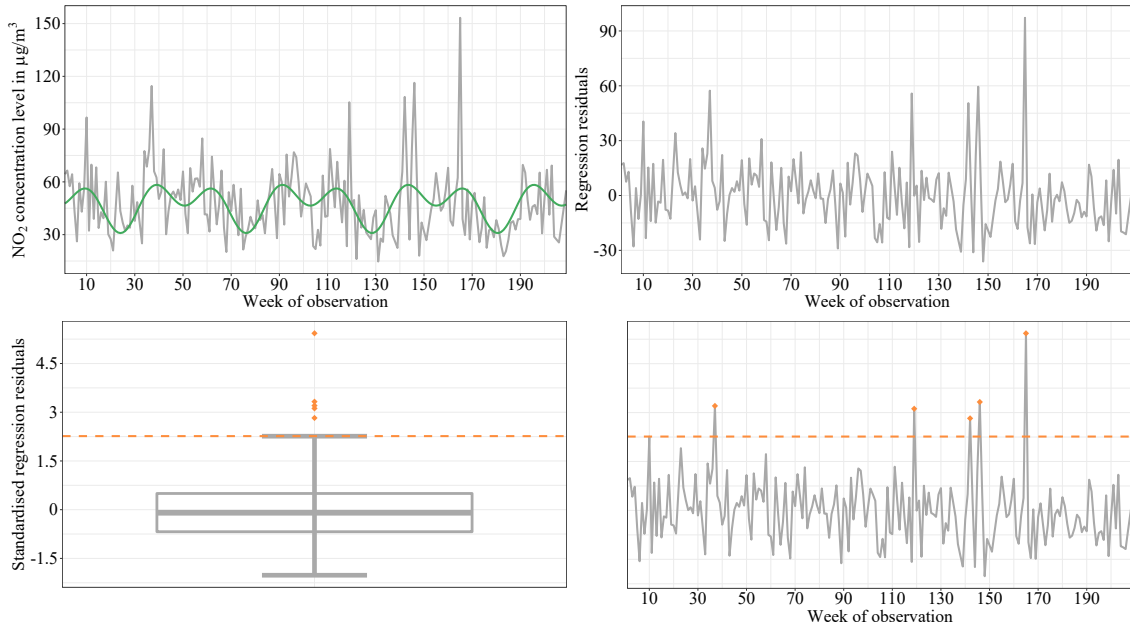 NO₂ concentration level in μg/m³
150
120
90
60
30
10 30 50 70 90 110 130 150 170 190
Week of observation
Regression residuals
90
60
30
0
-30
10 30 50 70 90 110 130 150 170 190
Week of observation
Standardised regression residuals
4.5
3
1.5
0
-1.5
10 30 50 70 90 110 130 150 170 190
Week of observation